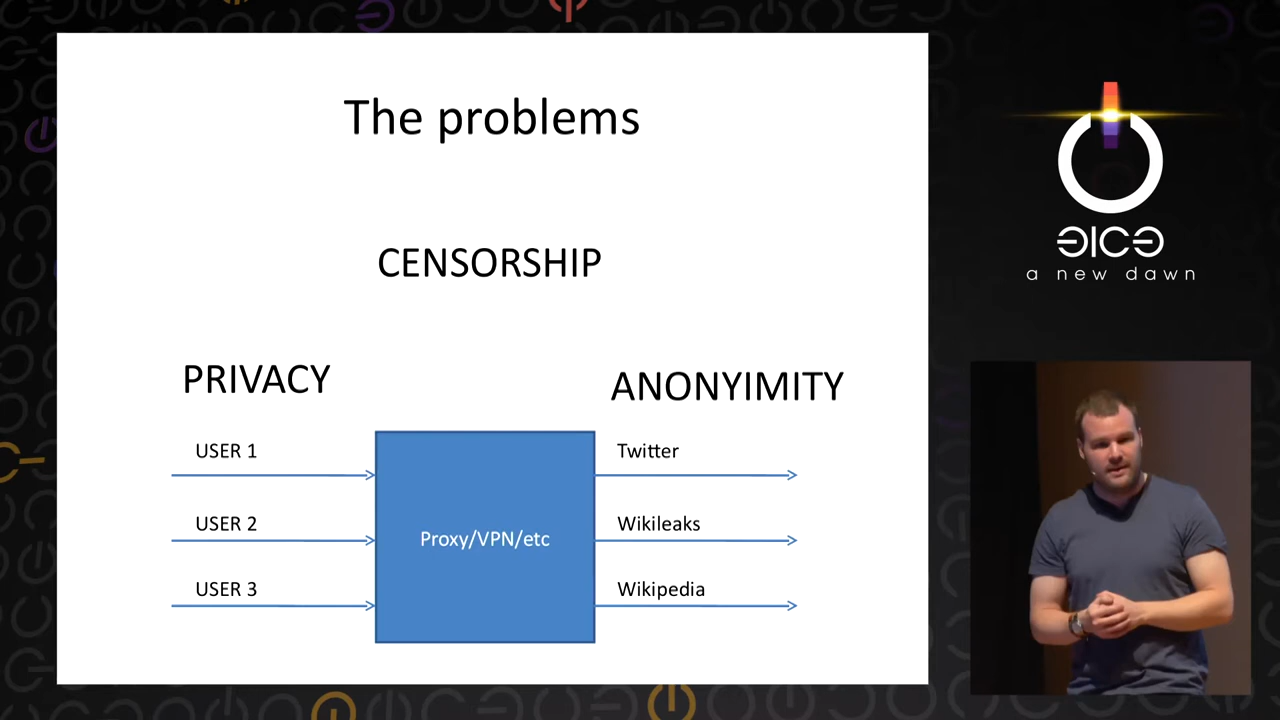 The problems
CENSORSHIP
PRIVACY
ANONYIMITY
USER 1
Twitter
USER 2
Wikileaks
Proxy/VPN/etc
USER 3
Wikipedia
ƎICƎ
a new dawn